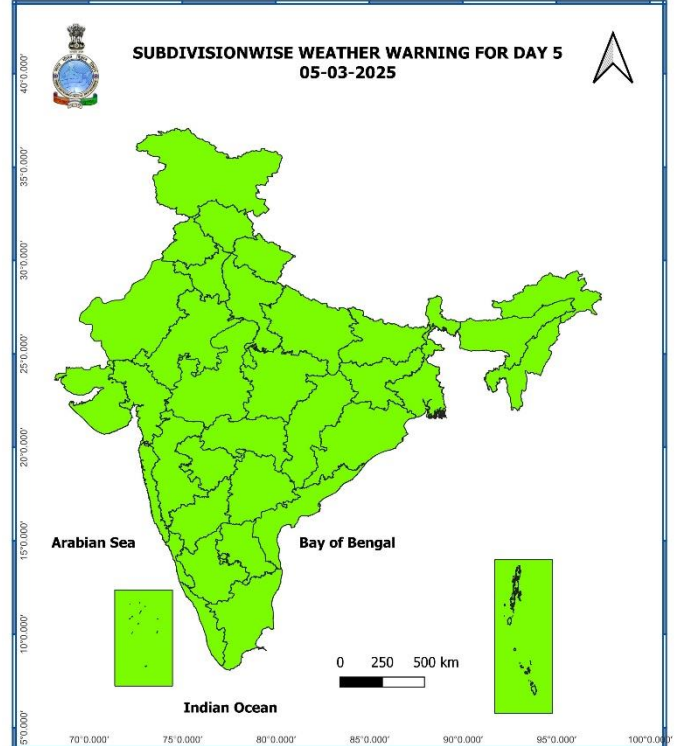 SUBDIVISIONWISE WEATHER WARNING FOR DAY 5
05-03-2025
40°0.000'
35°0.000'
30°0.000'
25°0.000'
20°0.000'
15°0.000'
10°0.000'
5°0.000'
Arabian Sea
Bay of Bengal
0 250 500 km
Indian Ocean
70°0.000' 75°0.000' 80°0.000' 85°0.000' 90°0.000' 95°0.000' 100°0.000'